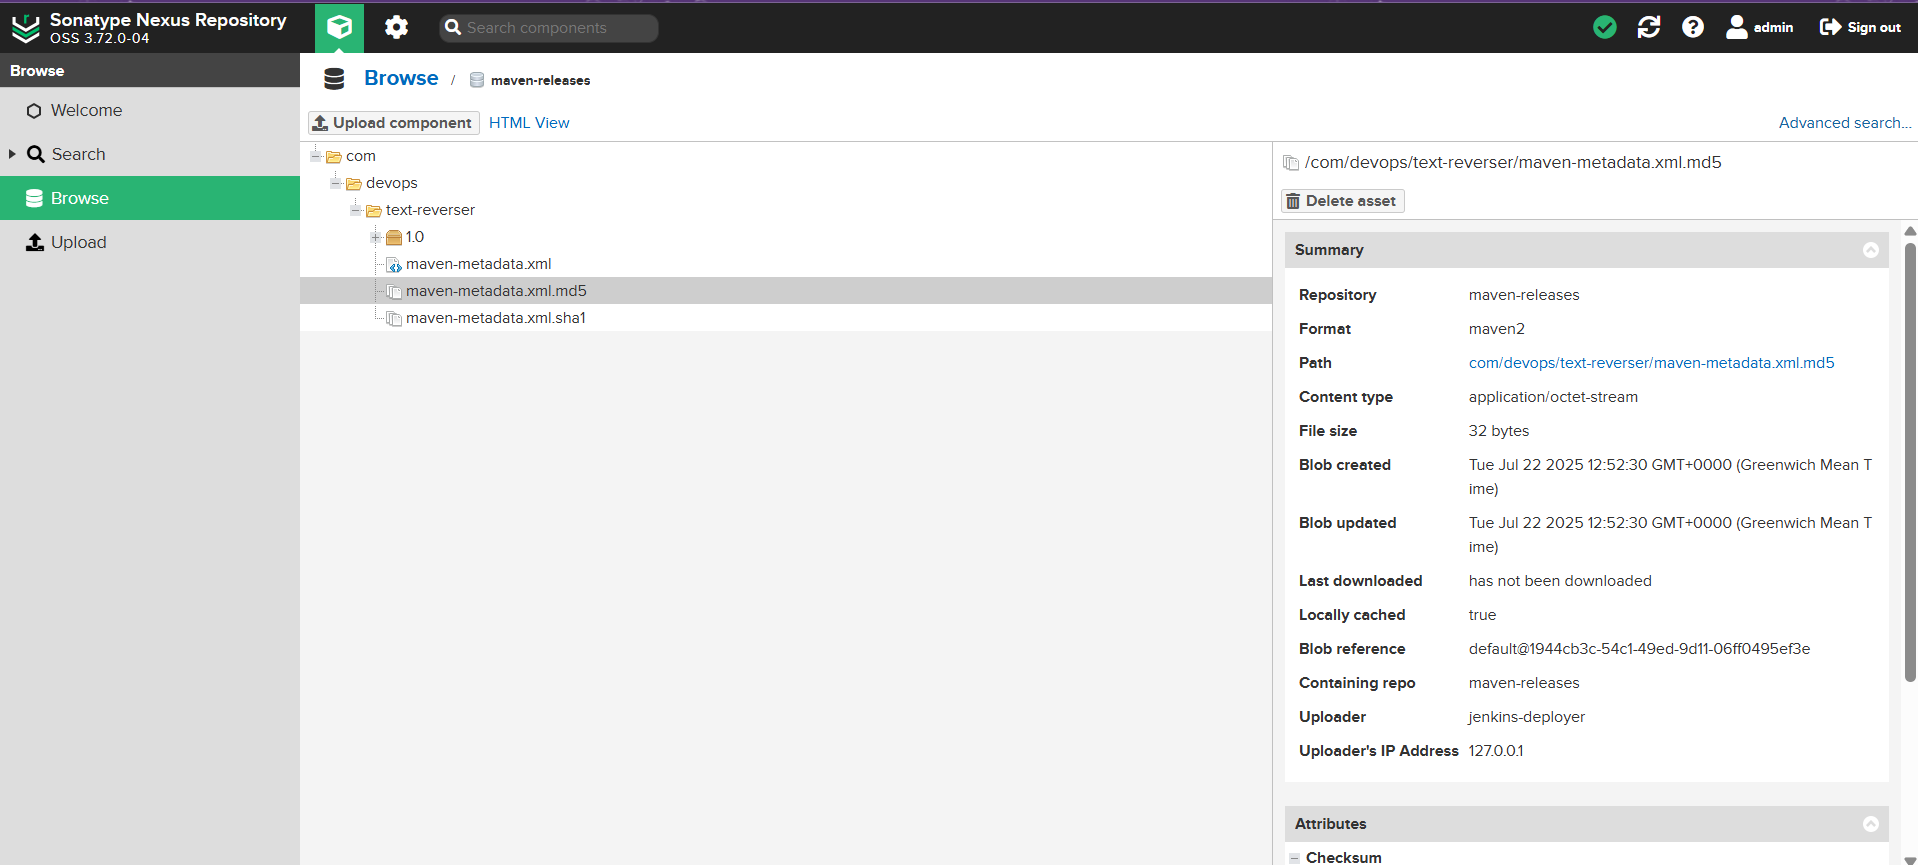 Sonatype Nexus Repository
OSS 3.72.0-04
Search components
admin
Sign out
Browse
Welcome
Search
Browse
Upload
Browse / maven-releases
Upload component
HTML View
Advanced search...
com
devops
text-reverser
1.0
maven-metadata.xml
maven-metadata.xml.md5
maven-metadata.xml.sha1
/com/devops/text-reverser/maven-metadata.xml.md5
Delete asset
Summary
Repository maven-releases
Format maven2
Path com/devops/text-reverser/maven-metadata.xml.md5
Content type application/octet-stream
File size 32 bytes
Blob created Tue Jul 22 2025 12:52:30 GMT+0000 (Greenwich Mean T
ime)
Blob updated Tue Jul 22 2025 12:52:30 GMT+0000 (Greenwich Mean T
ime)
Last downloaded has not been downloaded
Locally cached true
Blob reference default@1944cb3c-54c1-49ed-9d11-06ff0495ef3e
Containing repo maven-releases
Uploader jenkins-deployer
Uploader's IP Address 127.0.0.1
Attributes
Checksum